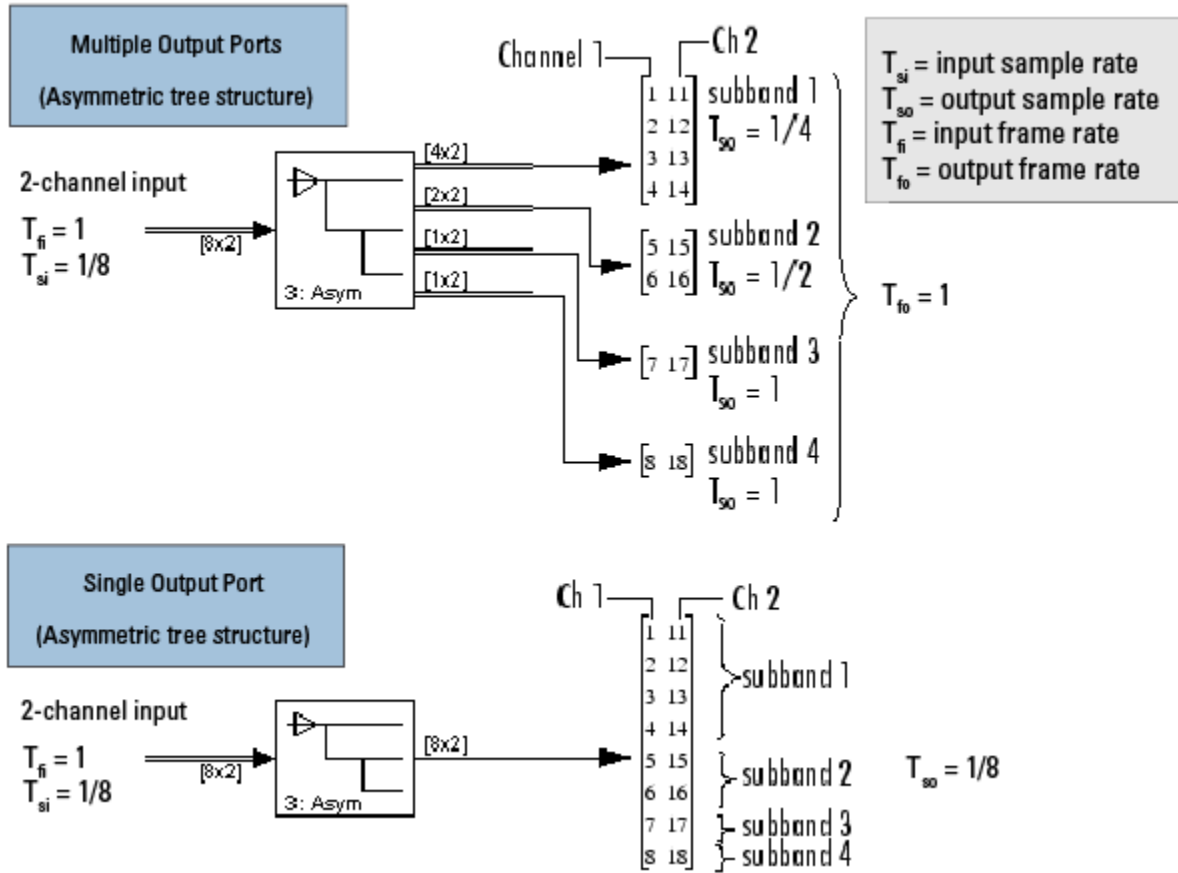 Multiple Output Ports
(Asymmetric tree structure)
Channel 1
Ch 2
T_si = input sample rate
T_so = output sample rate
T_fi = input frame rate
T_fo = output frame rate
2-channel input
T_fi = 1
T_si = 1/8
[8x2]
3: Asym
[4x2]
[2x2]
[1x2]
[1x2]
1 11
2 12
3 13
4 14
subband 1
T_so = 1/4
5 15
6 16
subband 2
T_so = 1/2
7 17
subband 3
T_so = 1
8 18
subband 4
T_so = 1
T_fo = 1
Single Output Port
(Asymmetric tree structure)
Ch 1
Ch 2
2-channel input
T_fi = 1
T_si = 1/8
[8x2]
3: Asym
[8x2]
1 11
2 12
3 13
4 14
5 15
6 16
7 17
8 18
subband 1
subband 2
subband 3
subband 4
T_so = 1/8